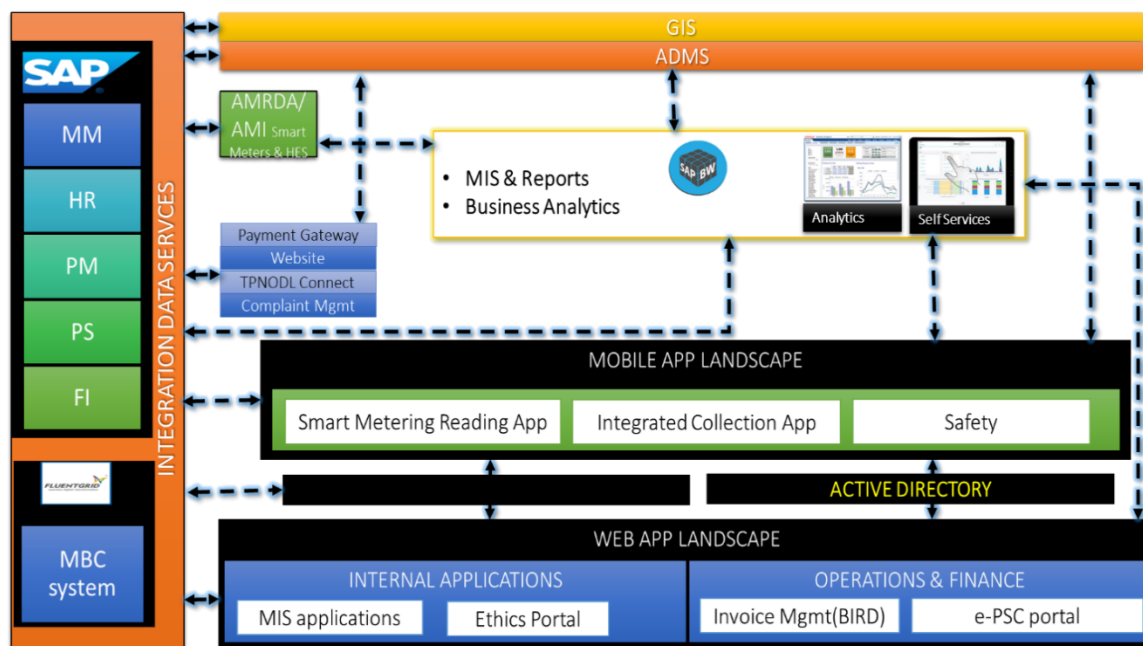 GIS
ADMS
SAP
MM
HR
PM
PS
FI
INTEGRATION DATA SERVCES
FLUENTGRID
MBC
system
AMRDA/
AMI Smart
Meters & HES
Payment Gateway
Website
TPNODL Connect
Complaint Mgmt
• MIS & Reports
• Business Analytics
SAP BW
Analytics
Self Services
MOBILE APP LANDSCAPE
Smart Metering Reading App
Integrated Collection App
Safety
ACTIVE DIRECTORY
WEB APP LANDSCAPE
INTERNAL APPLICATIONS
MIS applications
Ethics Portal
OPERATIONS & FINANCE
Invoice Mgmt(BIRD)
e-PSC portal